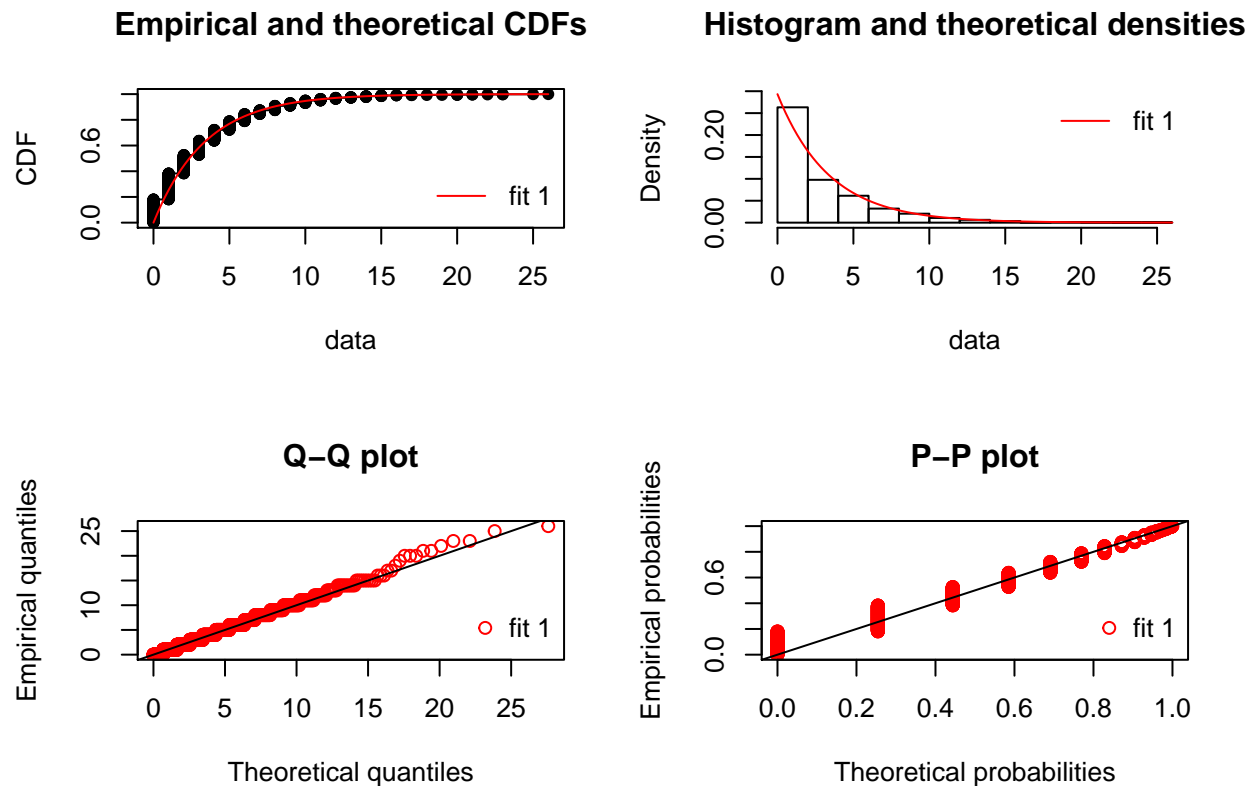 Empirical and theoretical CDFs
CDF
0.0 0.6
fit 1
0 5 10 15 20 25
data
Histogram and theoretical densities
Density
0.00 0.20
fit 1
0 5 10 15 20 25
data
Q−Q plot
Empirical quantiles
0 10 25
fit 1
0 5 10 15 20 25
Theoretical quantiles
P−P plot
Empirical probabilities
0.0 0.6
fit 1
0.0 0.2 0.4 0.6 0.8 1.0
Theoretical probabilities